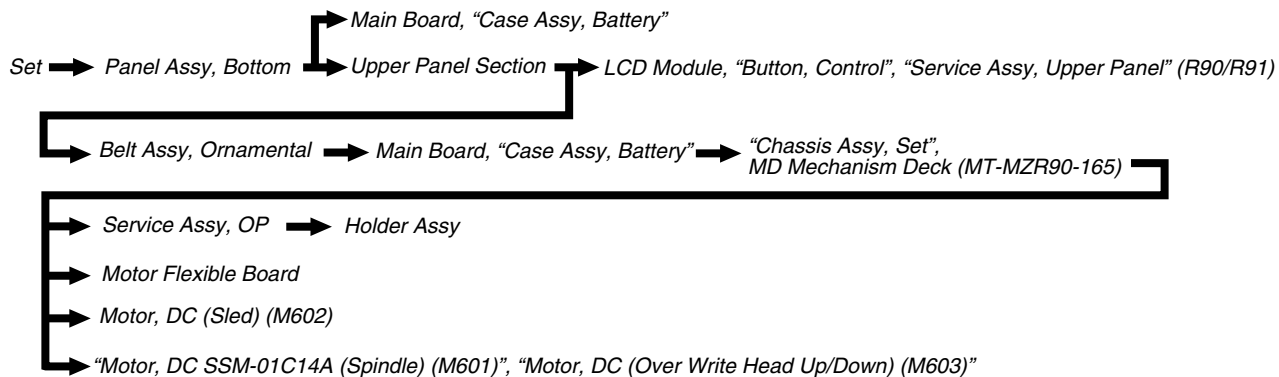 Main Board, “Case Assy, Battery”
Set Panel Assy, Bottom Upper Panel Section LCD Module, “Button, Control”, “Service Assy, Upper Panel” (R90/R91)
Belt Assy, Ornamental Main Board, “Case Assy, Battery” “Chassis Assy, Set”,
MD Mechanism Deck (MT-MZR90-165)
Service Assy, OP Holder Assy
Motor Flexible Board
Motor, DC (Sled) (M602)
“Motor, DC SSM-01C14A (Spindle) (M601)”, “Motor, DC (Over Write Head Up/Down) (M603)”